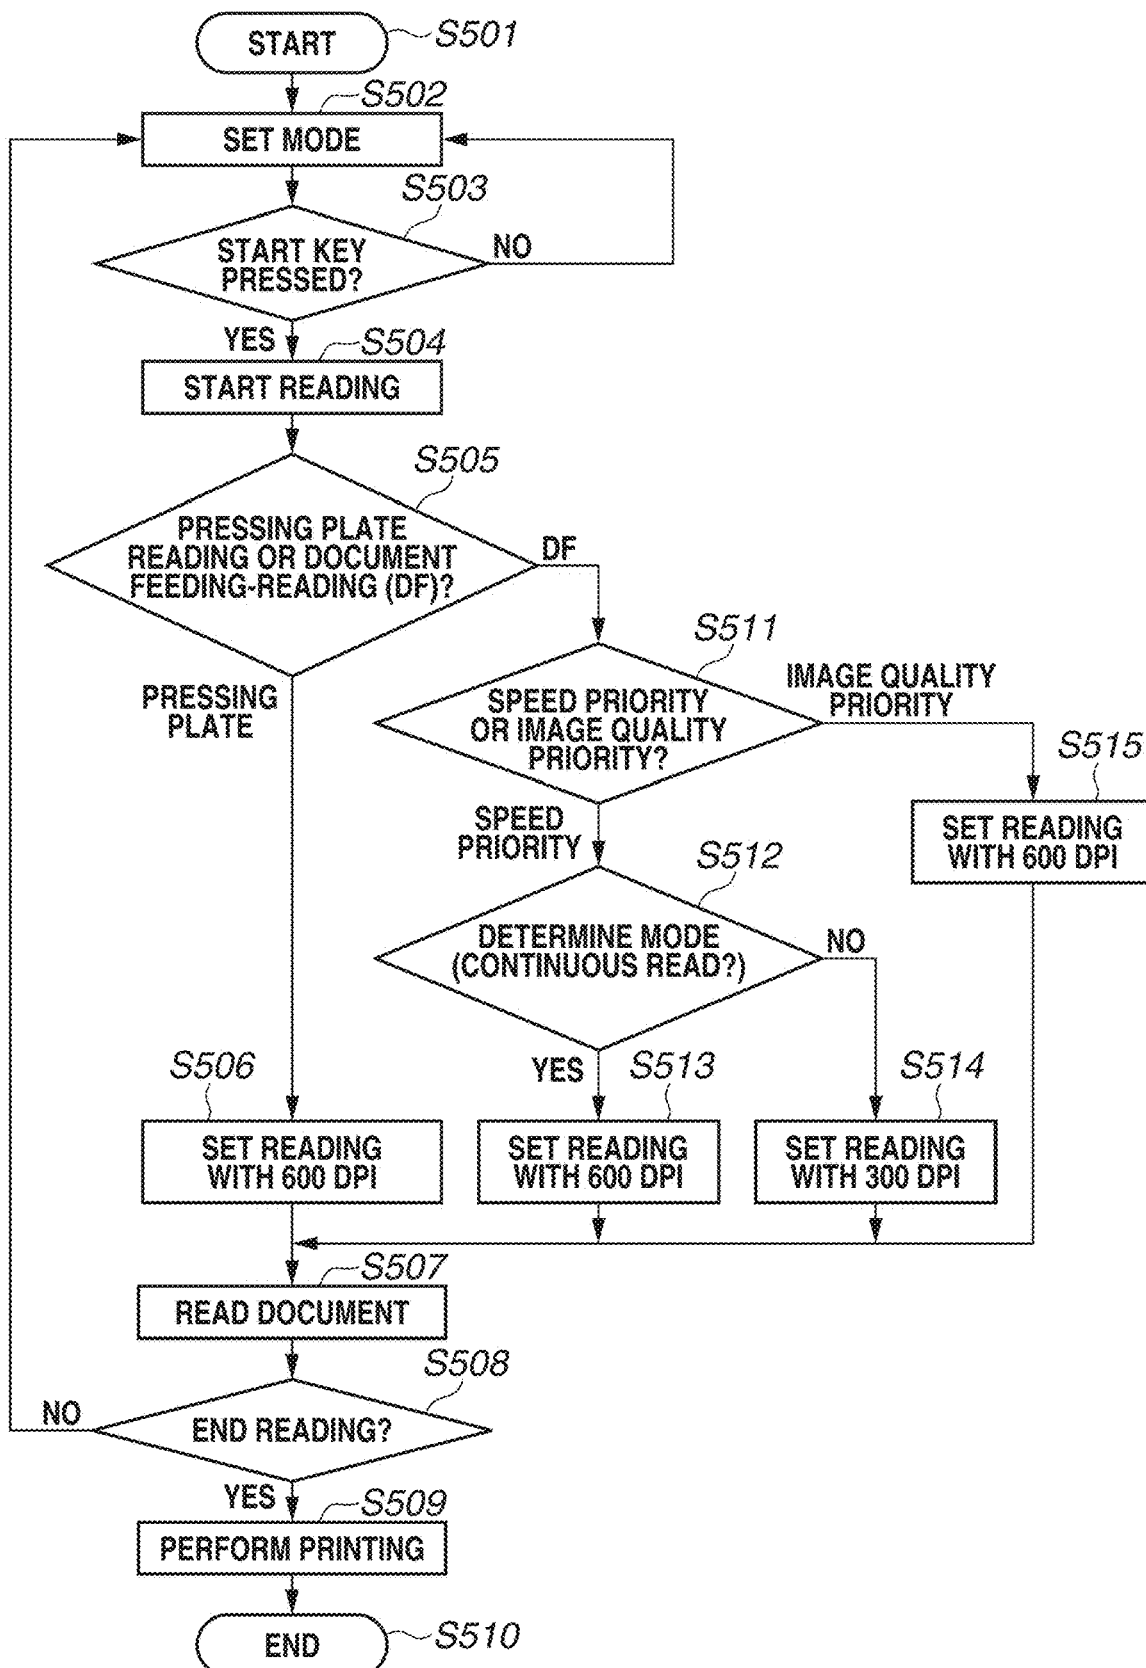 START
S501
S502
SET MODE
S503
START KEY
PRESSED?
NO
YES
S504
START READING
S505
PRESSING PLATE
READING OR DOCUMENT
FEEDING-READING (DF)?
DF
PRESSING
PLATE
S511
SPEED PRIORITY
OR IMAGE QUALITY
PRIORITY?
IMAGE QUALITY
PRIORITY
S515
SET READING
WITH 600 DPI
SPEED
PRIORITY
S512
DETERMINE MODE
(CONTINUOUS READ?)
NO
YES
S506
SET READING
WITH 600 DPI
S513
SET READING
WITH 600 DPI
S514
SET READING
WITH 300 DPI
S507
READ DOCUMENT
S508
END READING?
NO
YES
S509
PERFORM PRINTING
END
S510